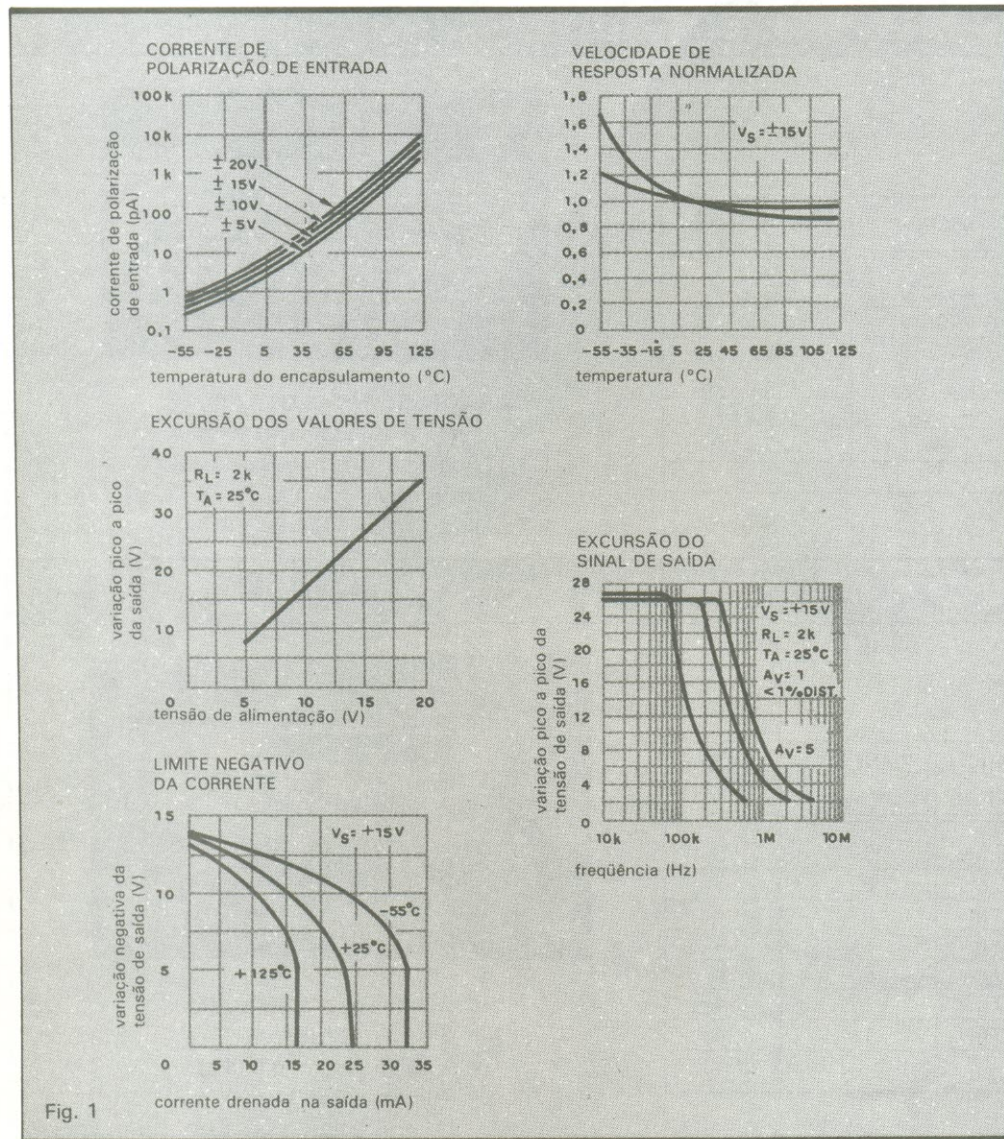 CORRENTE DE
POLARIZAÇÃO DE ENTRADA
corrente de polarização
de entrada (pA)
100k
10k
1k
100
10
1
0,1
± 20V
± 15V
± 10V
± 5V
-55 -25 5 35 65 95 125
temperatura do encapsulamento (°C)
VELOCIDADE DE
RESPOSTA NORMALIZADA
1,8
1,6
1,4
1,2
1,0
0,8
0,6
0,4
0,2
0
VS=±15V
-55 -35 -15 5 25 45 65 85 105 125
temperatura (°C)
EXCURSÃO DOS VALORES DE TENSÃO
variação pico a pico
da saída (V)
40
30
20
10
RL= 2k
TA=25°C
0 5 10 15 20
tensão de alimentação (V)
EXCURSÃO DO
SINAL DE SAÍDA
variação pico a pico da
tensão de saída (V)
28
24
20
16
12
8
4
0
VS=+15V
RL= 2k
TA=25°C
AV= 1
<1%DIST.
AV=5
10k 100k 1M 10M
freqüência (Hz)
LIMITE NEGATIVO
DA CORRENTE
variação negativa da
tensão de saída (V)
15
10
5
VS=+15V
-55°C
+25°C
+125°C
0 5 10 15 20 25 30 35
corrente drenada na saída (mA)
Fig. 1